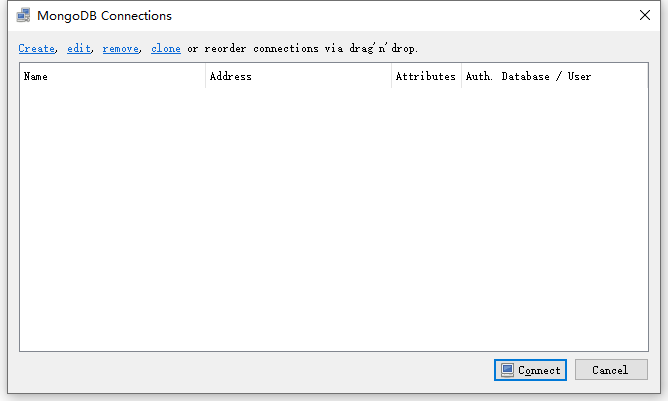 MongoDB Connections
Create, edit, remove, clone or reorder connections via drag'n'drop.
Name Address Attributes Auth. Database / User
Connect Cancel